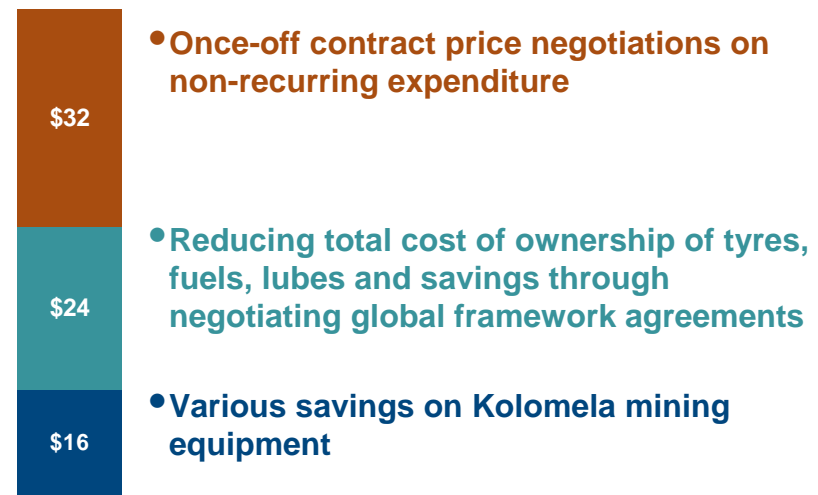 $32
• Once-off contract price negotiations on
non-recurring expenditure
$24
• Reducing total cost of ownership of tyres,
fuels, lubes and savings through
negotiating global framework agreements
$16
• Various savings on Kolomela mining
equipment